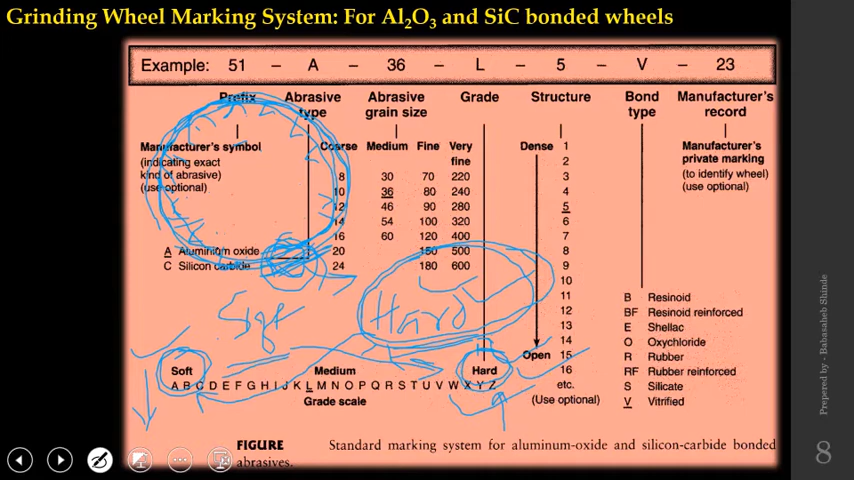 Grinding Wheel Marking System: For Al2O3 and SiC bonded wheels
Example: 51 – A – 36 – L – 5 – V – 23
Prefix Abrasive type Abrasive grain size Grade Structure Bond type Manufacturer's record
Manufacturer's symbol
(indicating exact
kind of abrasive)
(use optional)
A Aluminum oxide
C Silicon carbide
Coarse Medium Fine Very fine
8 30 70 220
10 36 80 240
12 46 90 280
14 54 100 320
16 60 120 400
20 150 500
24 180 600
Dense 1
2
3
4
5
6
7
8
9
10
11
12
13
14
Open 15
16
etc.
(Use optional)
B Resinoid
BF Resinoid reinforced
E Shellac
O Oxychloride
R Rubber
RF Rubber reinforced
S Silicate
V Vitrified
Manufacturer's
private marking
(to identify wheel)
(use optional)
Hard
Soft Medium Hard
A B C D E F G H I J K L M N O P Q R S T U V W X Y Z
Grade scale
FIGURE Standard marking system for aluminum-oxide and silicon-carbide bonded
abrasives.
Prepared by - Babasaheb Shinde
8